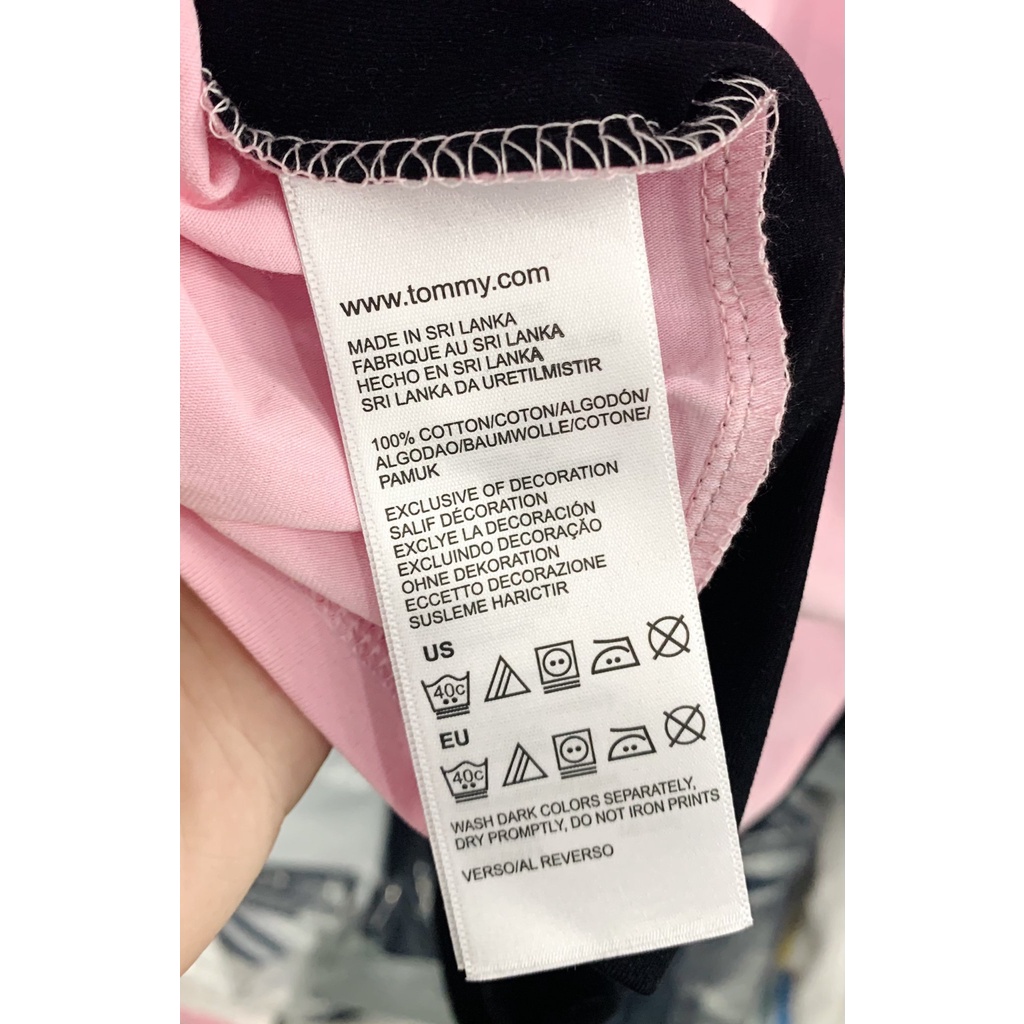 www.tommy.com
MADE IN SRI LANKA
FABRIQUE AU SRI LANKA
HECHO EN SRI LANKA
SRI LANKA DA URETILMISTIR
100% COTTON/COTON/ALGODÓN/
ALGODAO/BAUMWOLLE/COTONE/
PAMUK
EXCLUSIVE OF DECORATION
SALIF DÉCORATION
EXCLYE LA DECORACIÓN
EXCLUINDO DECORAÇÃO
OHNE DEKORATION
ECCETTO DECORAZIONE
SUSLEME HARICTIR
US
40c
EU
40c
WASH DARK COLORS SEPARATELY,
DRY PROMPTLY, DO NOT IRON PRINTS
VERSO/AL REVERSO